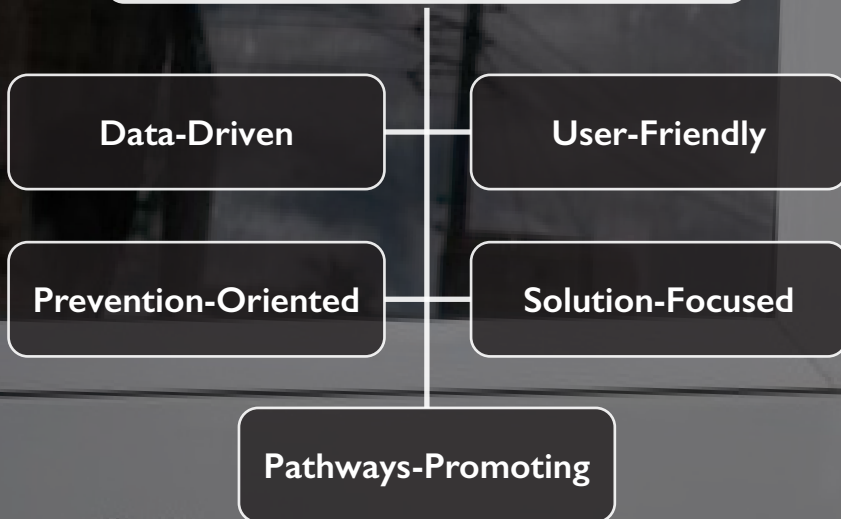 Data-Driven
User-Friendly
Prevention-Oriented
Solution-Focused
Pathways-Promoting